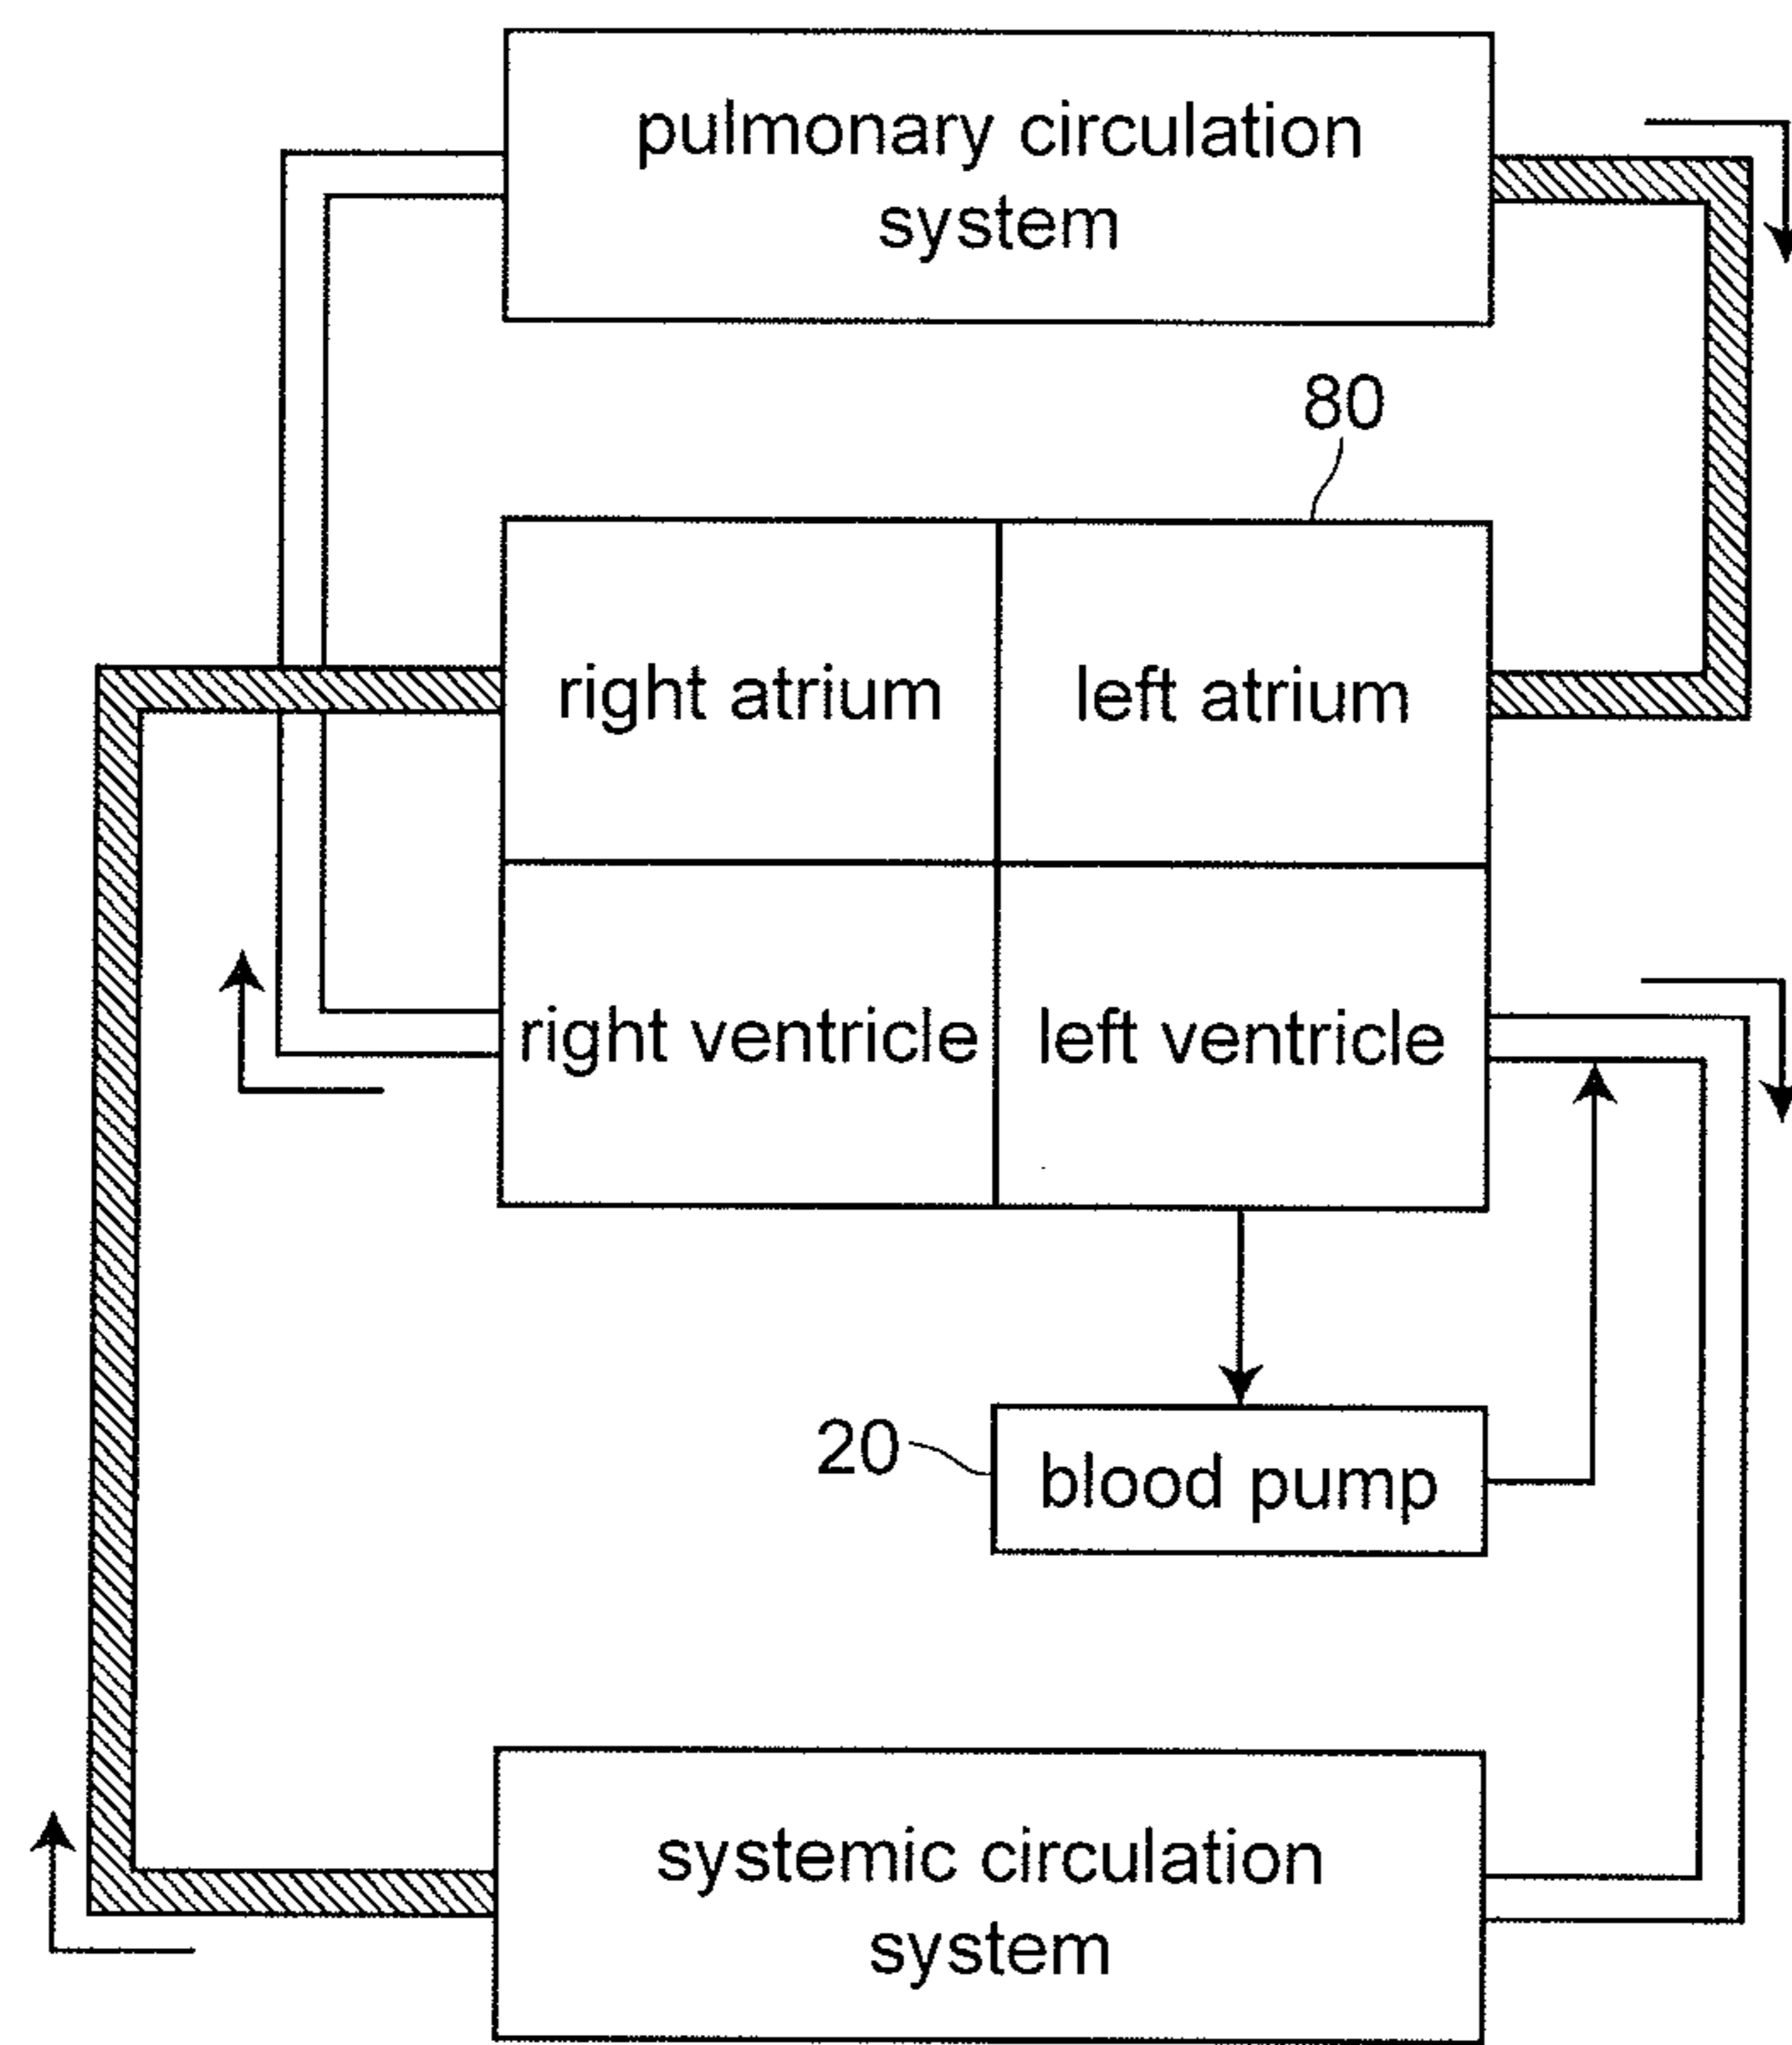 pulmonary circulation
system
80
right atrium
left atrium
right ventricle
left ventricle
20
blood pump
systemic circulation
system